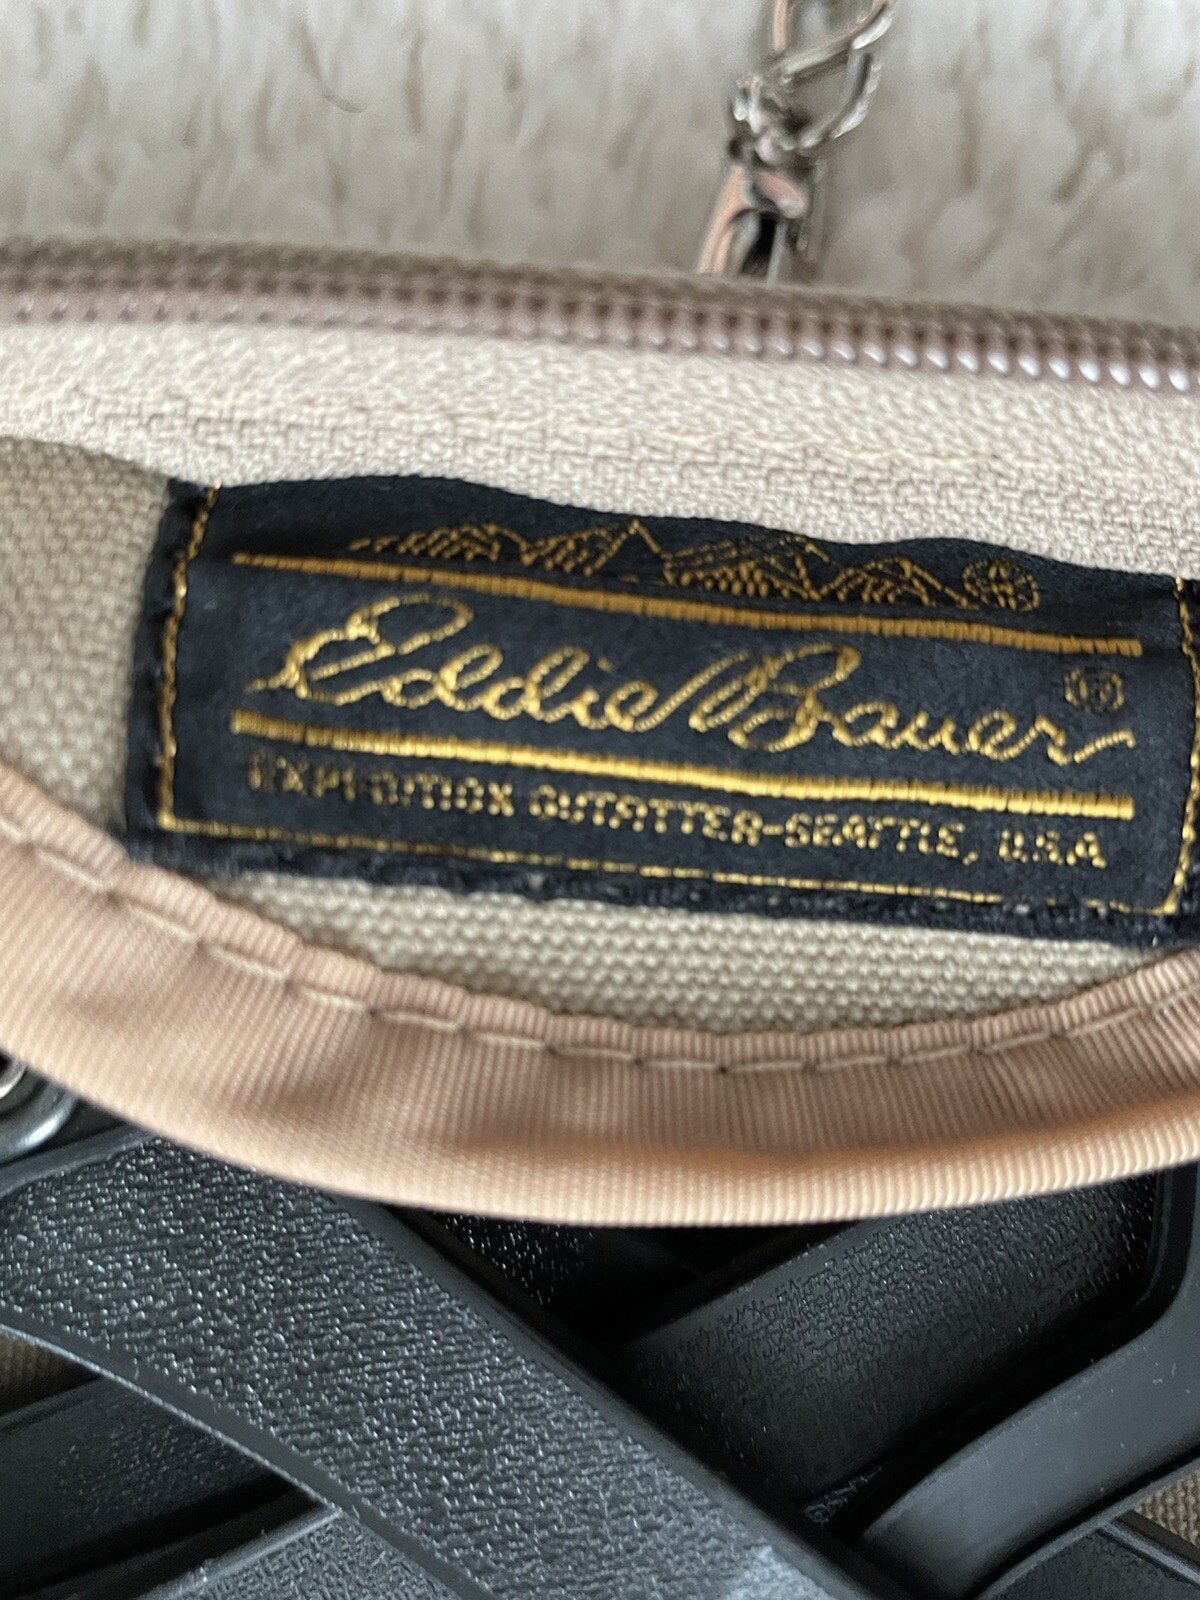 Eddie Bauer ®
EXPEDITION OUTFITTER-SEATTLE, U.S.A